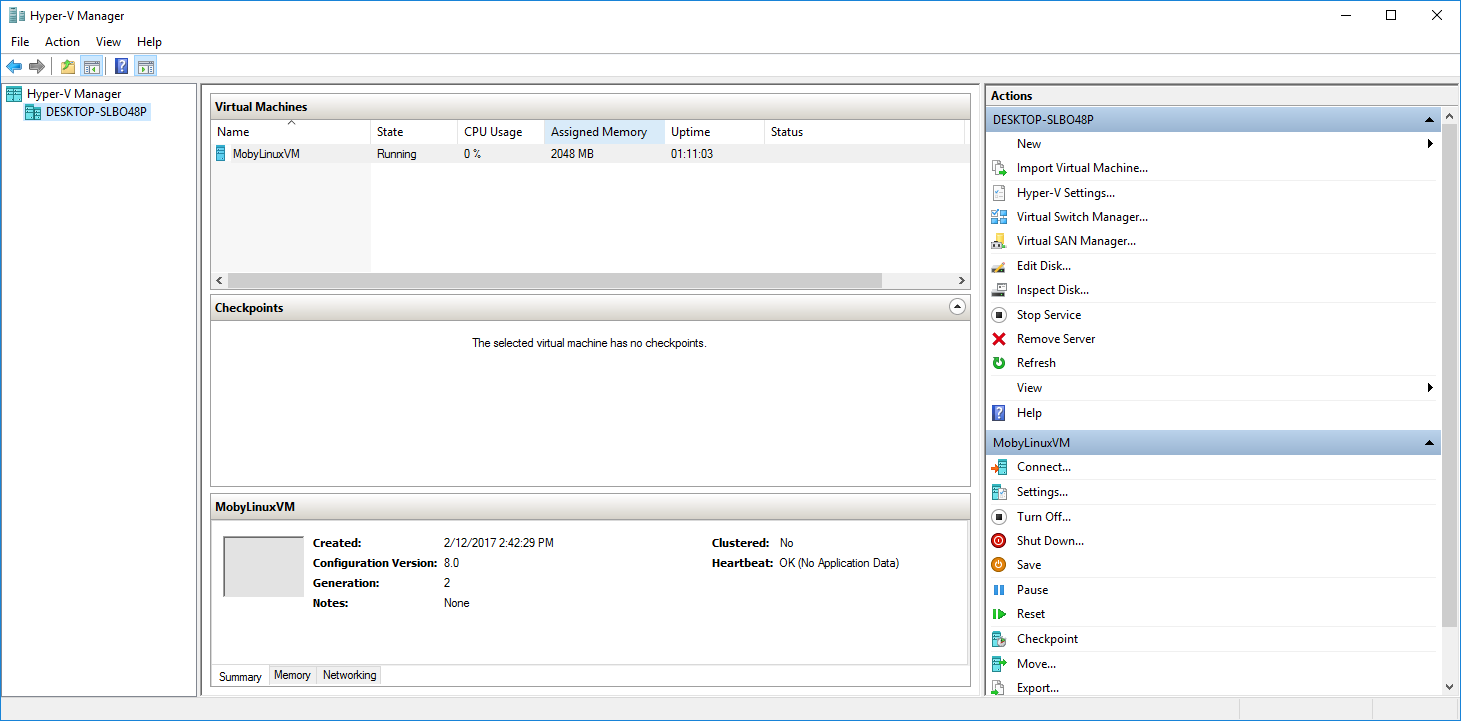 Hyper-V Manager
File Action View Help
Hyper-V Manager
DESKTOP-SLBO48P
Virtual Machines
Name State CPU Usage Assigned Memory Uptime Status
MobyLinuxVM Running 0 % 2048 MB 01:11:03
Checkpoints
The selected virtual machine has no checkpoints.
MobyLinuxVM
Created: 2/12/2017 2:42:29 PM Clustered: No
Configuration Version: 8.0 Heartbeat: OK (No Application Data)
Generation: 2
Notes: None
Summary Memory Networking
Actions
DESKTOP-SLBO48P
New
Import Virtual Machine...
Hyper-V Settings...
Virtual Switch Manager...
Virtual SAN Manager...
Edit Disk...
Inspect Disk...
Stop Service
Remove Server
Refresh
View
Help
MobyLinuxVM
Connect...
Settings...
Turn Off...
Shut Down...
Save
Pause
Reset
Checkpoint
Move...
Export...